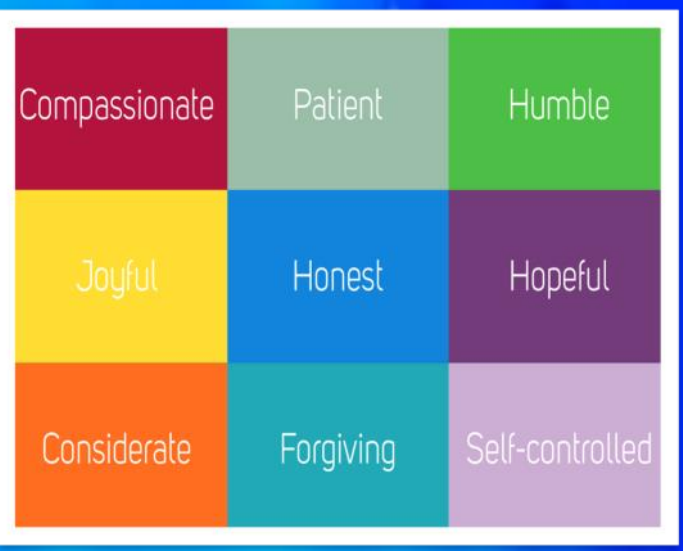 Compassionate Patient Humble
Joyful Honest Hopeful
Considerate Forgiving Self-controlled